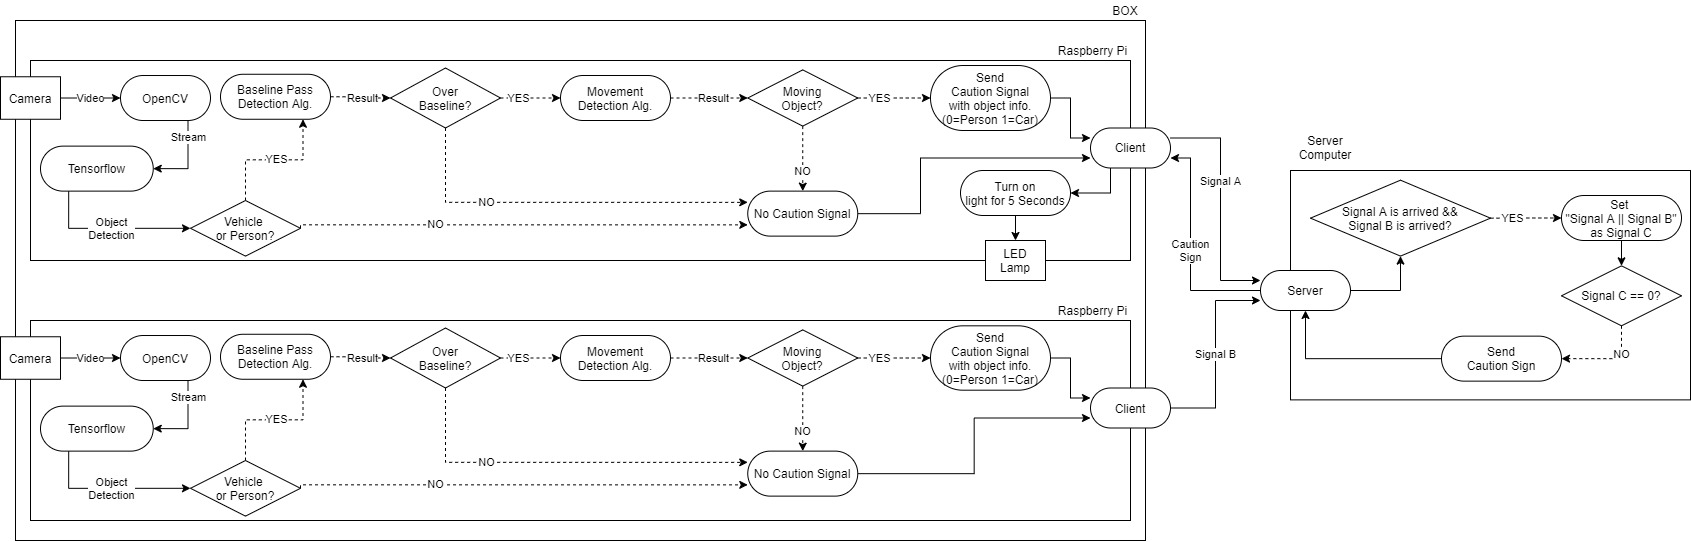 BOX
Raspberry Pi
Camera
Video
OpenCV
Stream
Tensorflow
Object
Detection
Vehicle
or Person?
YES
NO
Baseline Pass
Detection Alg.
Result
Over
Baseline?
YES
NO
Movement
Detection Alg.
Result
Moving
Object?
YES
NO
Send
Caution Signal
with object info.
(0=Person 1=Car)
No Caution Signal
Client
Turn on
light for 5 Seconds
LED
Lamp
Raspberry Pi
Camera
Video
OpenCV
Stream
Tensorflow
Object
Detection
Vehicle
or Person?
YES
NO
Baseline Pass
Detection Alg.
Result
Over
Baseline?
YES
NO
Movement
Detection Alg.
Result
Moving
Object?
YES
NO
Send
Caution Signal
with object info.
(0=Person 1=Car)
No Caution Signal
Client
Signal A
Caution
Sign
Signal B
Server
Computer
Server
Signal A is arrived &&
Signal B is arrived?
YES
Set
"Signal A || Signal B"
as Signal C
Signal C == 0?
NO
Send
Caution Sign